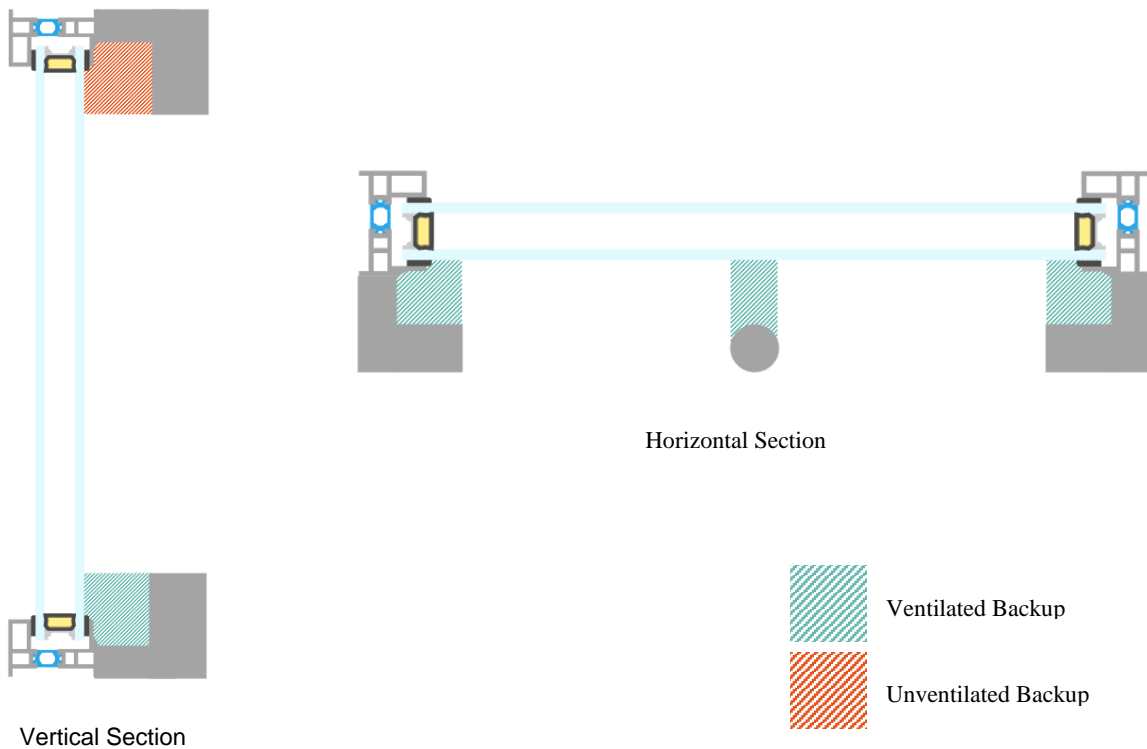 Horizontal Section
Ventilated Backup
Unventilated Backup
Vertical Section